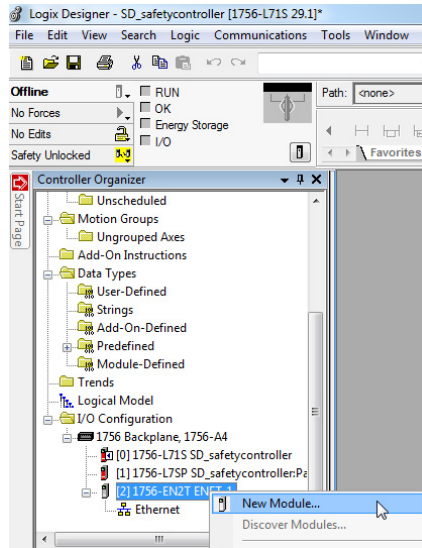 Logix Designer - SD_safetycontroller [1756-L71S 29.1]*
File Edit View Search Logic Communications Tools Window
Offline
RUN
Path: <none>
No Forces
OK
No Edits
Energy Storage
Safety Unlocked
I/O
Favorites
Start Page
Controller Organizer
Unscheduled
Motion Groups
Ungrouped Axes
Add-On Instructions
Data Types
User-Defined
Strings
Add-On-Defined
Predefined
Module-Defined
Trends
Logical Model
I/O Configuration
1756 Backplane, 1756-A4
[0] 1756-L71S SD_safetycontroller
[1] 1756-L7SP SD_safetycontroller:Pa
[2] 1756-EN2T
Ethernet
New Module...
Discover Modules...